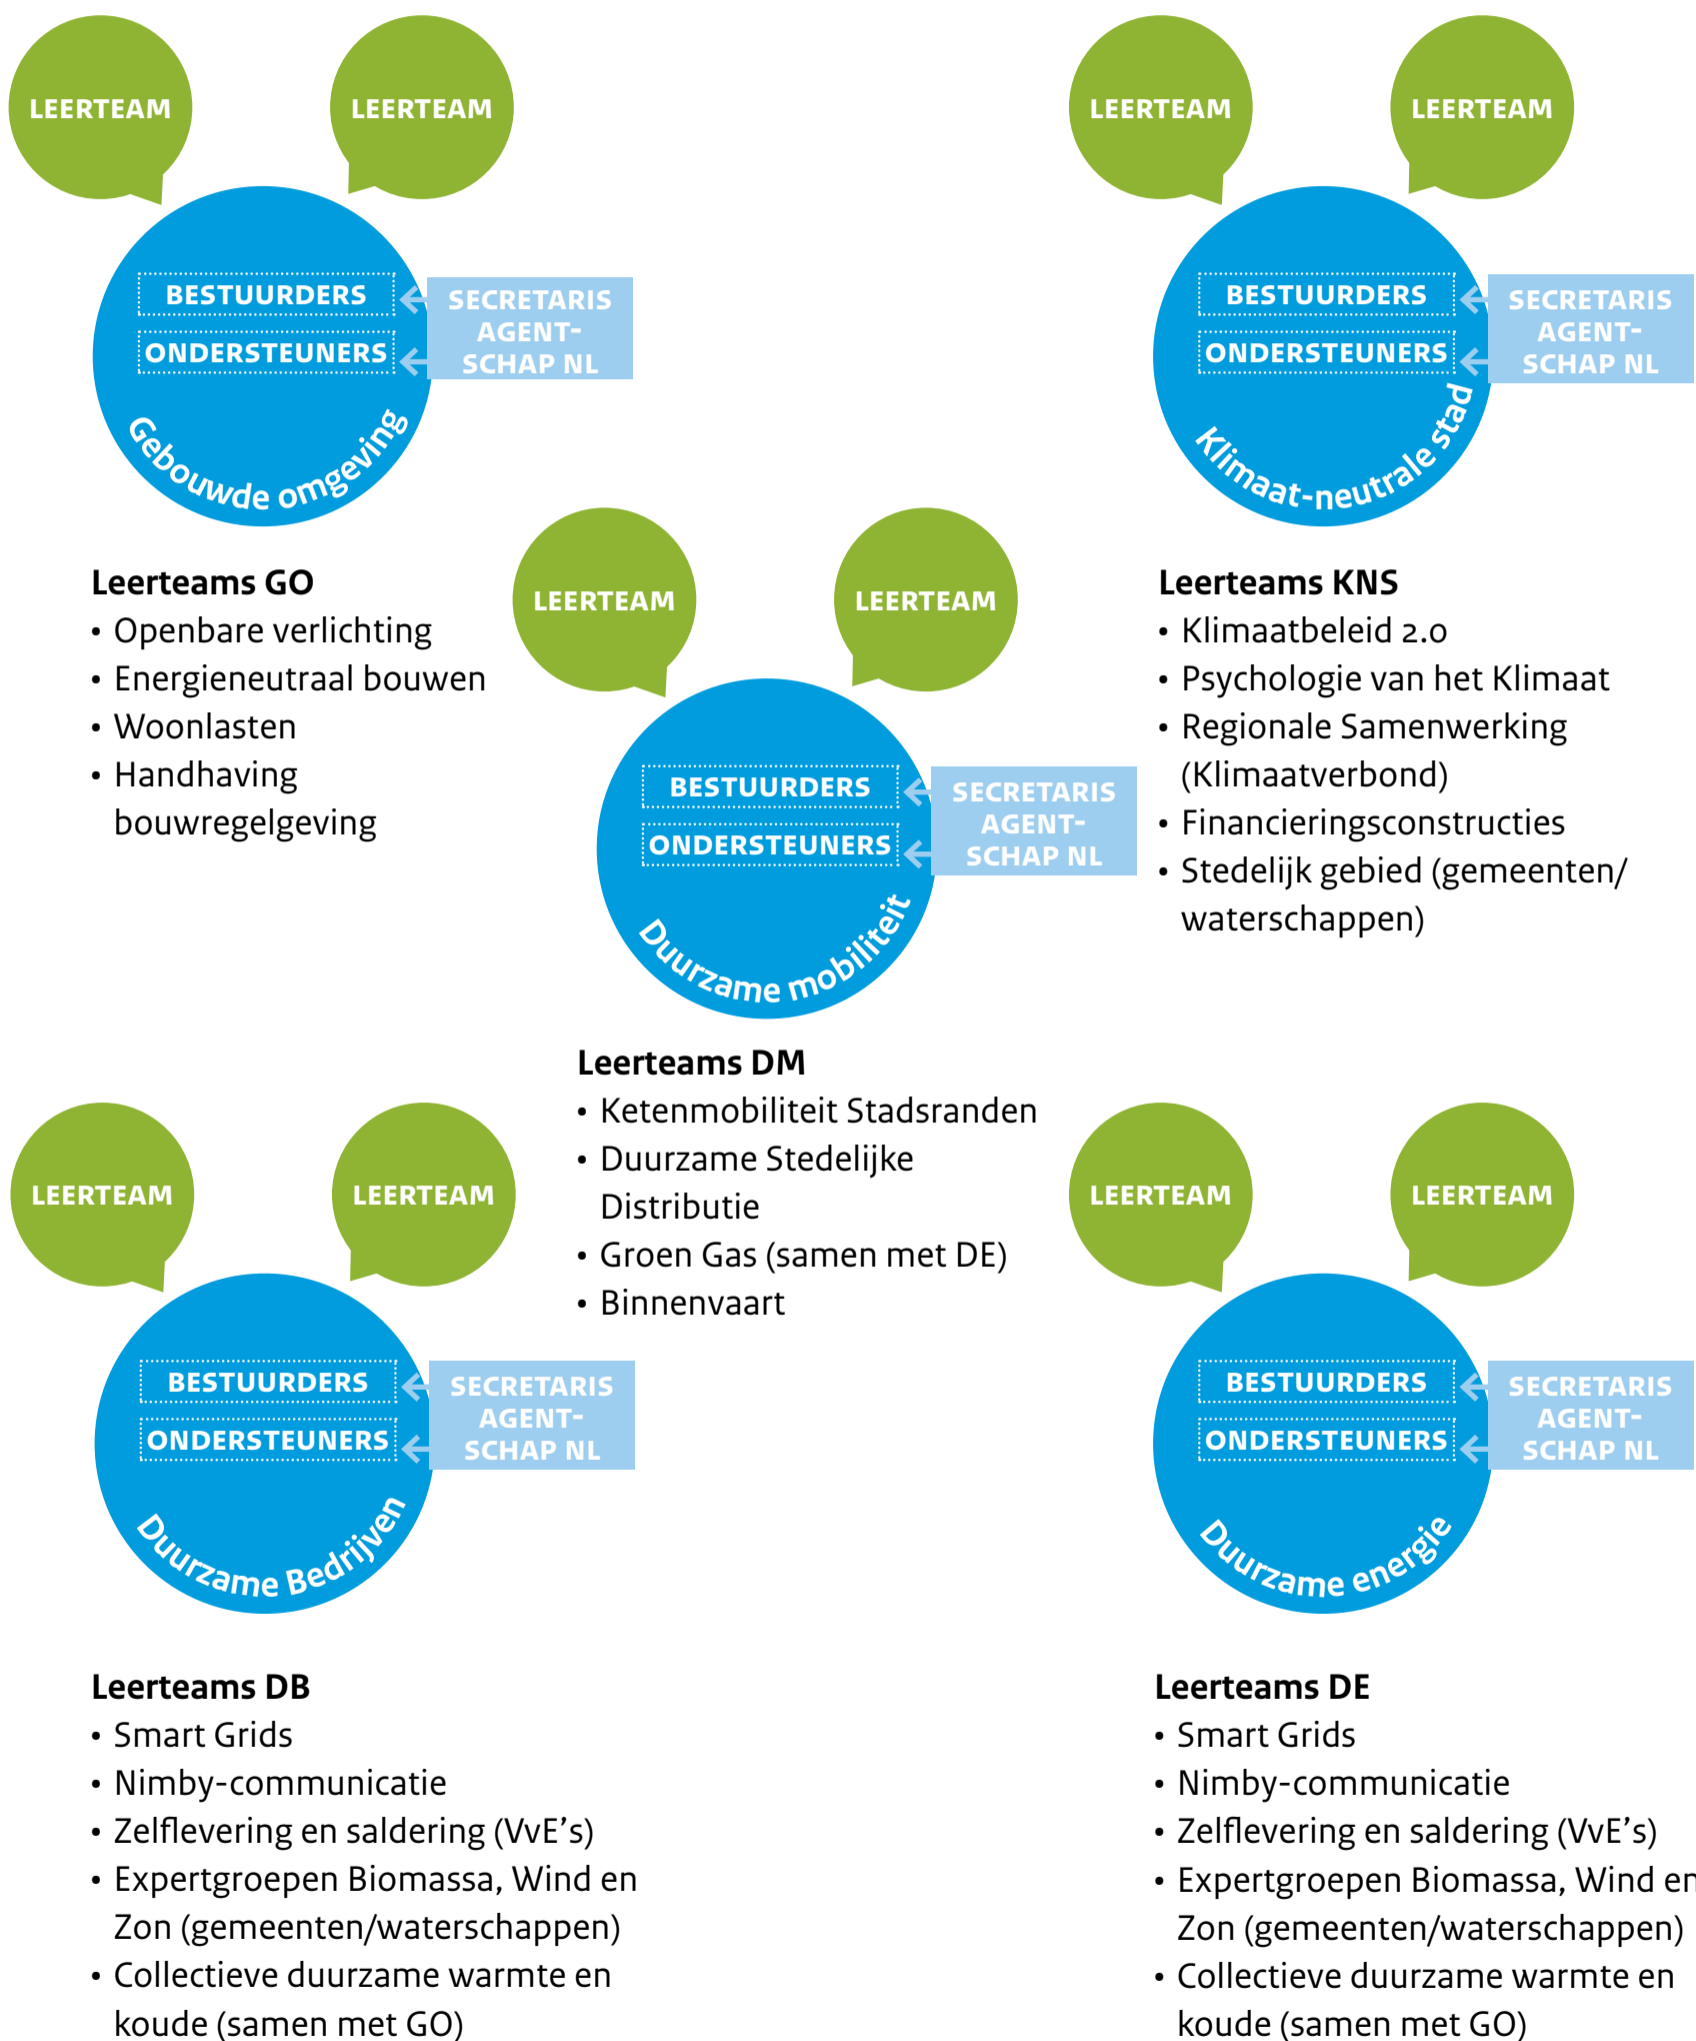 LEERTEAM
LEERTEAM
BESTUURDERS
ONDERSTEUNERS
SECRETARIS
AGENT-
SCHAP NL
Gebouwde omgeving
Leerteams GO
• Openbare verlichting
• Energieneutraal bouwen
• Woonlasten
• Handhaving
bouwregelgeving
LEERTEAM
LEERTEAM
BESTUURDERS
ONDERSTEUNERS
SECRETARIS
AGENT-
SCHAP NL
Klimaat-neutrale stad
Leerteams KNS
• Klimaatbeleid 2.0
• Psychologie van het Klimaat
• Regionale Samenwerking
(Klimaatverbond)
• Financieringsconstructies
• Stedelijk gebied (gemeenten/
waterschappen)
LEERTEAM
LEERTEAM
BESTUURDERS
ONDERSTEUNERS
SECRETARIS
AGENT-
SCHAP NL
Duurzame mobiliteit
Leerteams DM
• Ketenmobiliteit Stadsranden
• Duurzame Stedelijke
Distributie
• Groen Gas (samen met DE)
• Binnenvaart
LEERTEAM
LEERTEAM
BESTUURDERS
ONDERSTEUNERS
SECRETARIS
AGENT-
SCHAP NL
Duurzame Bedrijven
Leerteams DB
• Smart Grids
• Nimby-communicatie
• Zelflevering en saldering (VvE’s)
• Expertgroepen Biomassa, Wind en
Zon (gemeenten/waterschappen)
• Collectieve duurzame warmte en
koude (samen met GO)
LEERTEAM
LEERTEAM
BESTUURDERS
ONDERSTEUNERS
SECRETARIS
AGENT-
SCHAP NL
Duurzame energie
Leerteams DE
• Smart Grids
• Nimby-communicatie
• Zelflevering en saldering (VvE’s)
• Expertgroepen Biomassa, Wind en
Zon (gemeenten/waterschappen)
• Collectieve duurzame warmte en
koude (samen met GO)